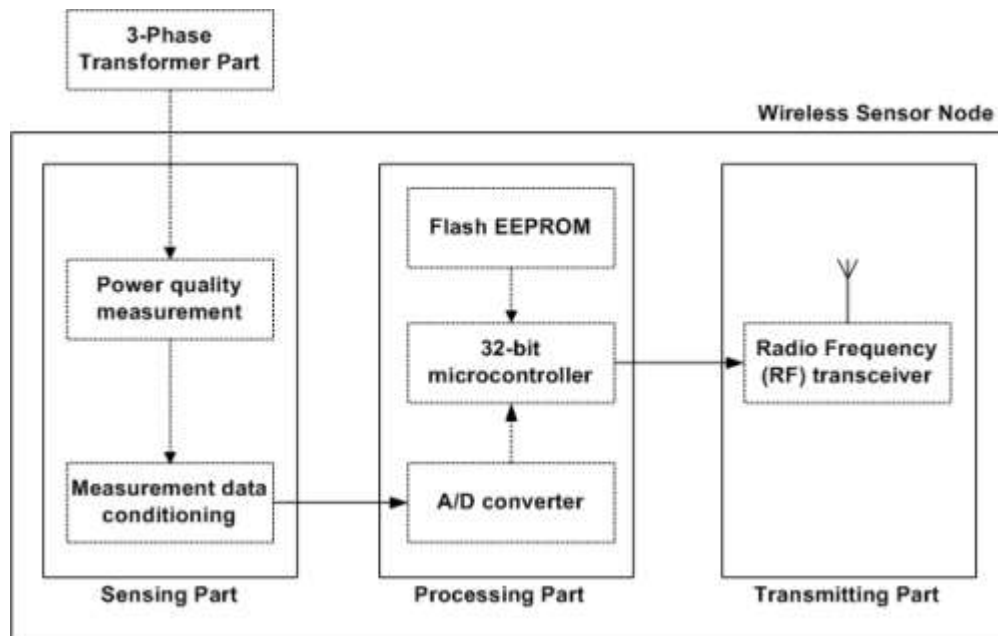 3-Phase
Transformer Part
Wireless Sensor Node
Power quality
measurement
Measurement data
conditioning
Sensing Part
Flash EEPROM
32-bit
microcontroller
A/D converter
Processing Part
Radio Frequency
(RF) transceiver
Transmitting Part